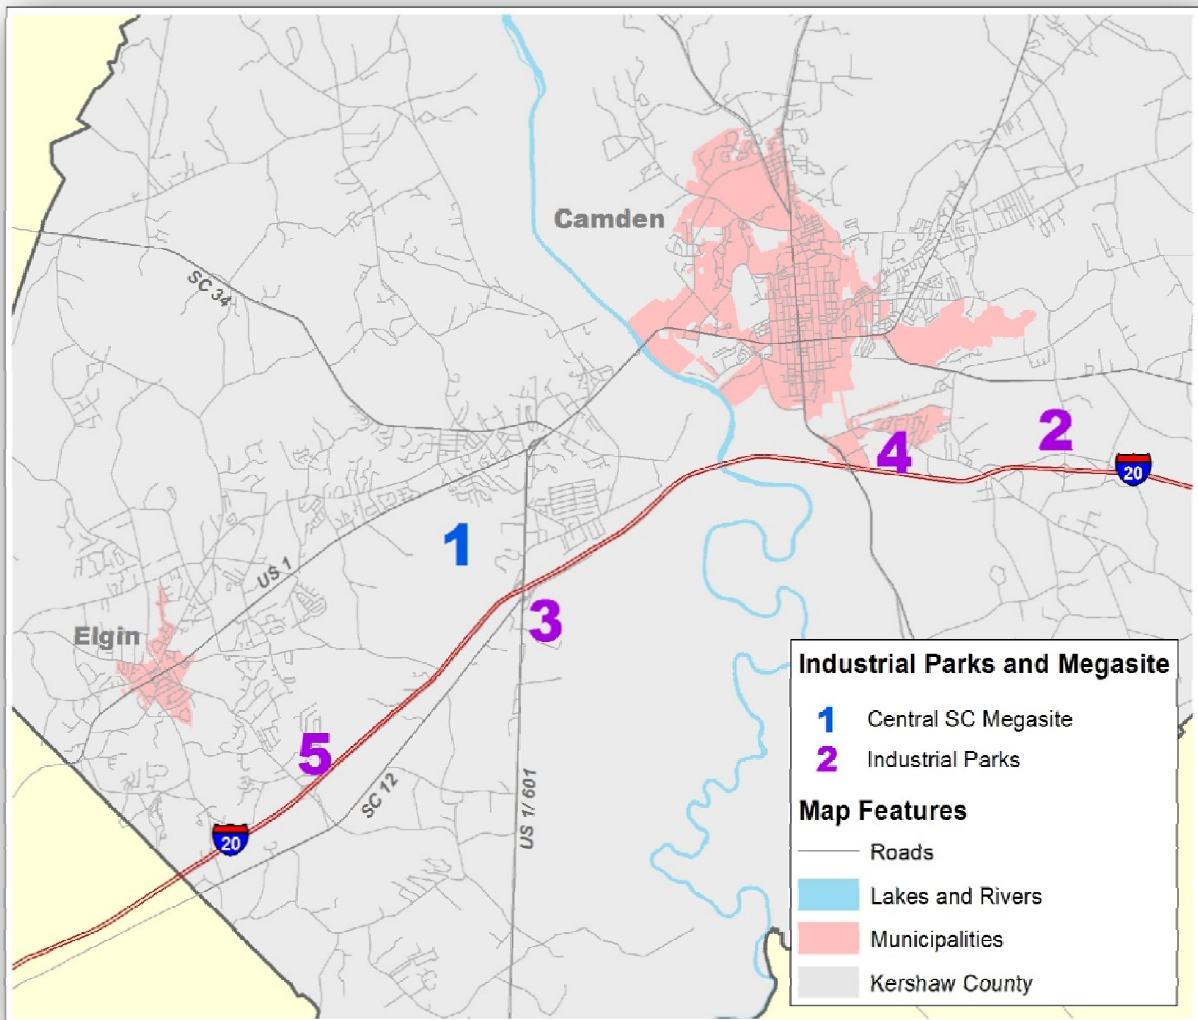 Camden
SC 34
2
4
20
1
US 1
3
Elgin
5
SC 12
US 1/ 601
20
Industrial Parks and Megasite
1 Central SC Megasite
2 Industrial Parks
Map Features
Roads
Lakes and Rivers
Municipalities
Kershaw County